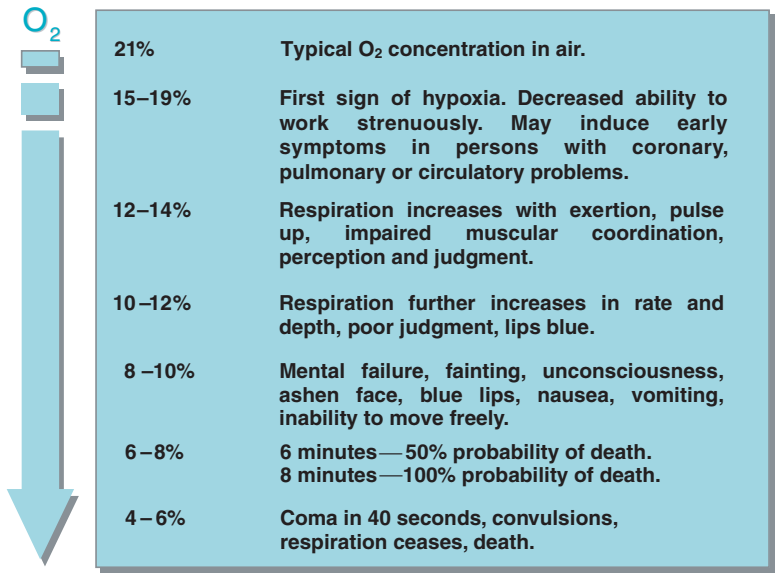 O2
21% Typical O2 concentration in air.
15–19% First sign of hypoxia. Decreased ability to
work strenuously. May induce early
symptoms in persons with coronary,
pulmonary or circulatory problems.
12–14% Respiration increases with exertion, pulse
up, impaired muscular coordination,
perception and judgment.
10–12% Respiration further increases in rate and
depth, poor judgment, lips blue.
8–10% Mental failure, fainting, unconsciousness,
ashen face, blue lips, nausea, vomiting,
inability to move freely.
6–8% 6 minutes—50% probability of death.
8 minutes—100% probability of death.
4–6% Coma in 40 seconds, convulsions,
respiration ceases, death.